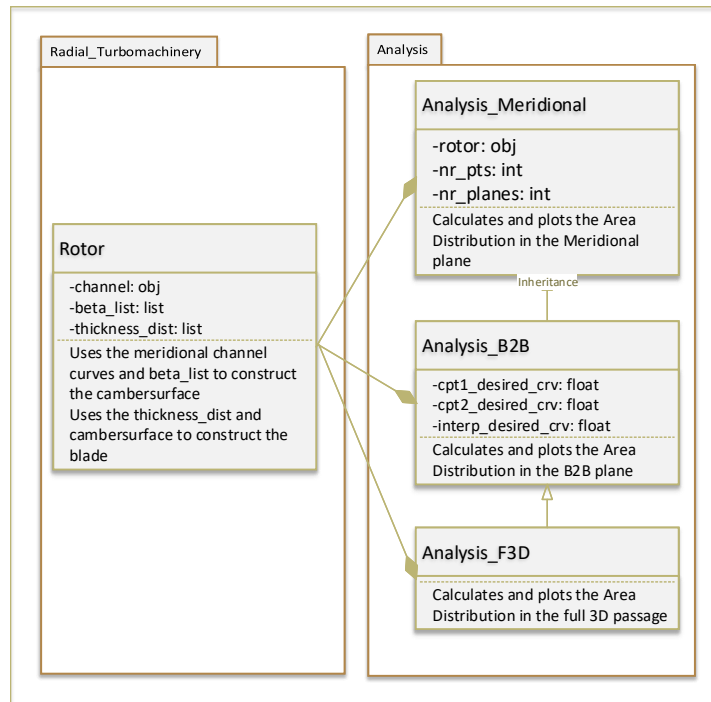 Radial_Turbomachinery
Rotor
-channel: obj
-beta_list: list
-thickness_dist: list
Uses the meridional channel
curves and beta_list to construct
the cambersurface
Uses the thickness_dist and
cambersurface to construct the
blade
Analysis
Analysis_Meridional
-rotor: obj
-nr_pts: int
-nr_planes: int
Calculates and plots the Area
Distribution in the Meridional
plane
Inheritance
Analysis_B2B
-cpt1_desired_crv: float
-cpt2_desired_crv: float
-interp_desired_crv: float
Calculates and plots the Area
Distribution in the B2B plane
Analysis_F3D
Calculates and plots the Area
Distribution in the full 3D passage